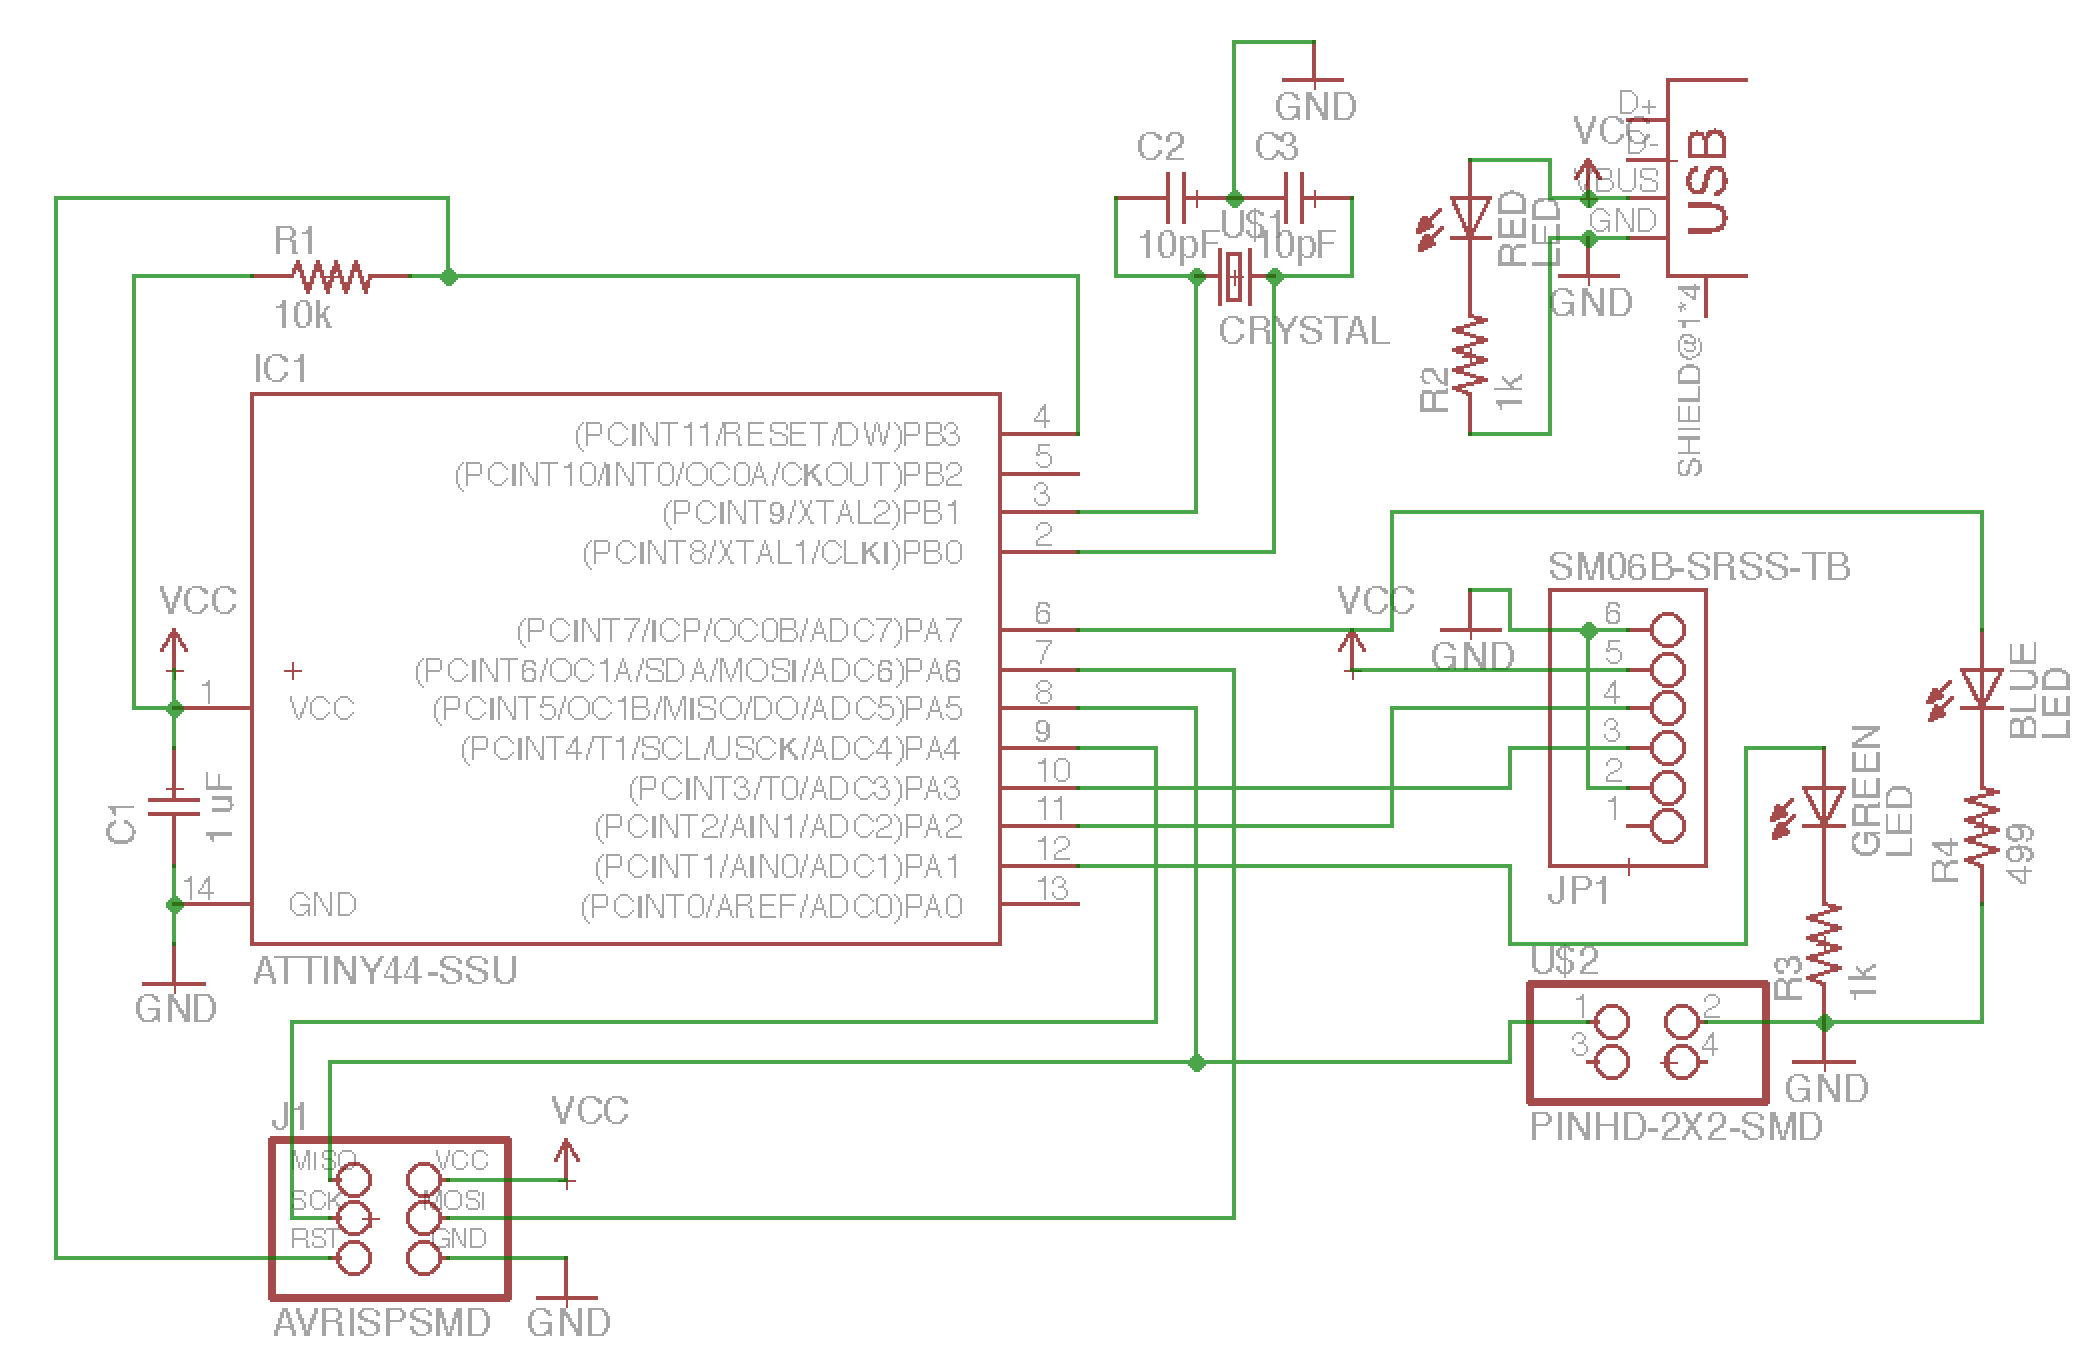 GND
C2
C3
10pF
U$1
10pF
CRYSTAL
D+
VCC
D-
VBUS
GND
USB
RED
LED
GND
SHIELD@1*4
R2
1k
R1
10k
IC1
(PCINT11/RESET/DW)PB3
4
(PCINT10/INT0/OC0A/CKOUT)PB2
5
(PCINT9/XTAL2)PB1
3
(PCINT8/XTAL1/CLKI)PB0
2
(PCINT7/ICP/OC0B/ADC7)PA7
6
(PCINT6/OC1A/SDA/MOSI/ADC6)PA6
7
(PCINT5/OC1B/MISO/DO/ADC5)PA5
8
(PCINT4/T1/SCL/USCK/ADC4)PA4
9
(PCINT3/T0/ADC3)PA3
10
(PCINT2/AIN1/ADC2)PA2
11
(PCINT1/AIN0/ADC1)PA1
12
(PCINT0/AREF/ADC0)PA0
13
VCC
1
VCC
C1
1 uF
14
GND
GND
ATTINY44-SSU
SM06B-SRSS-TB
VCC
GND
6
5
4
3
2
1
JP1
BLUE
LED
GREEN
LED
R4
499
R3
1k
U$2
1
2
3
4
GND
PINHD-2X2-SMD
J1
VCC
MISO
VCC
SCK
MOSI
RST
GND
AVRISPSMD
GND